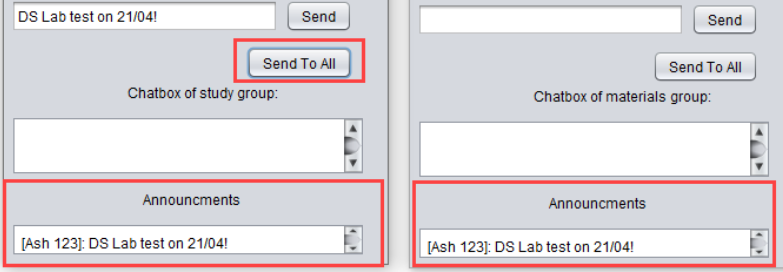 DS Lab test on 21/04!
Send
Send To All
Chatbox of study group:
Announcments
[Ash 123]: DS Lab test on 21/04!
Send
Send To All
Chatbox of materials group:
Announcments
[Ash 123]: DS Lab test on 21/04!